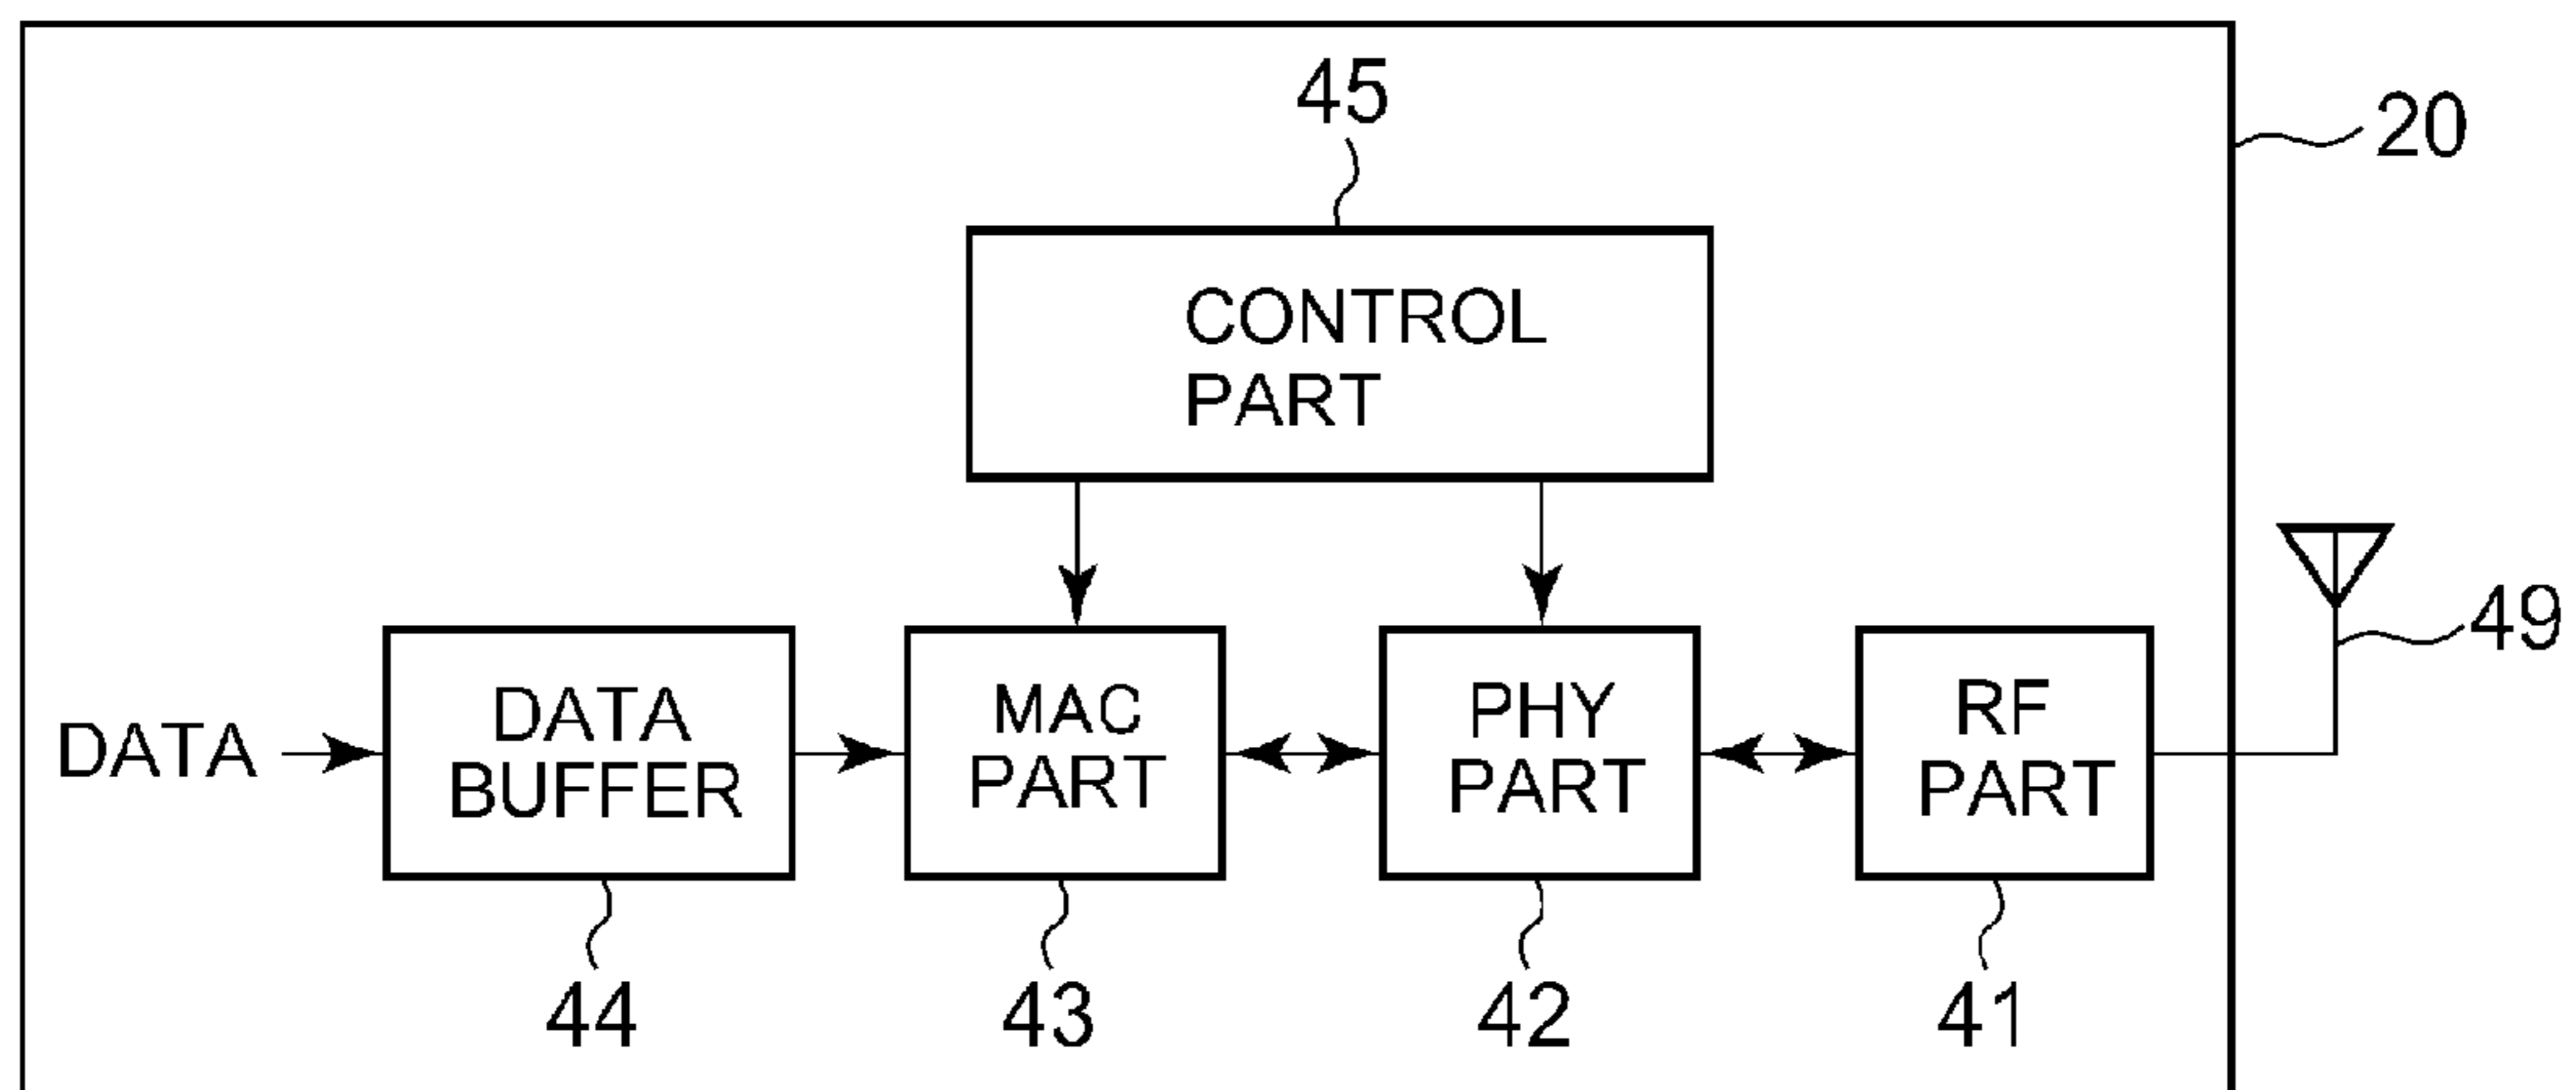 45
20
CONTROL
PART
49
DATA
DATA
BUFFER
MAC
PART
PHY
PART
RF
PART
44
43
42
41